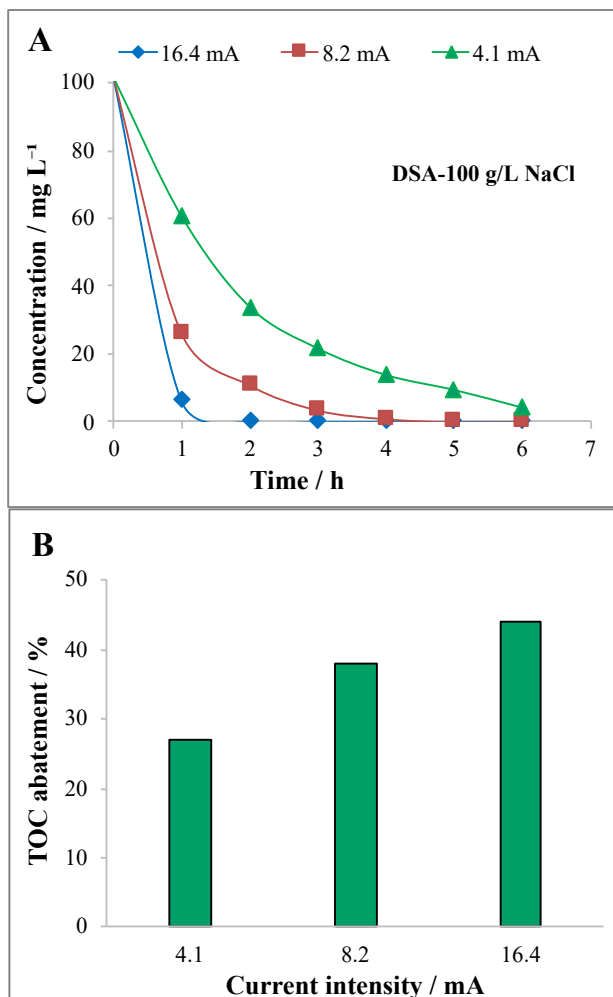 A
16.4 mA 8.2 mA 4.1 mA
100
80
60
40
20
0
DSA-100 g/L NaCl
Concentration / mg L⁻¹
0 1 2 3 4 5 6 7
Time / h
B
50
40
30
20
10
0
TOC abatement / %
4.1 8.2 16.4
Current intensity / mA